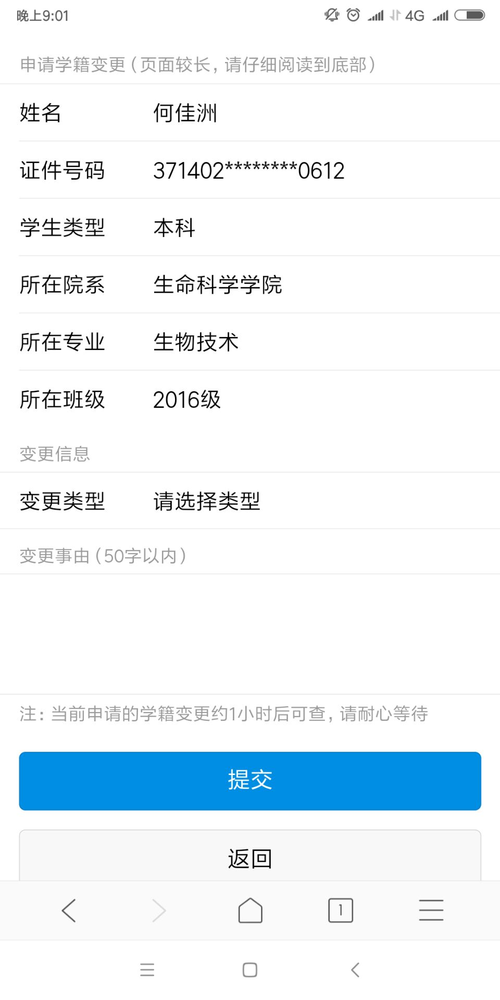 晚上9:01 4G
申请学籍变更(页面较长,请仔细阅读到底部)
姓名 何佳洲
证件号码 371402********0612
学生类型 本科
所在院系 生命科学学院
所在专业 生物技术
所在班级 2016级
变更信息
变更类型 请选择类型
变更事由(50字以内)
注:当前申请的学籍变更约1小时后可查,请耐心等待
提交
返回
1